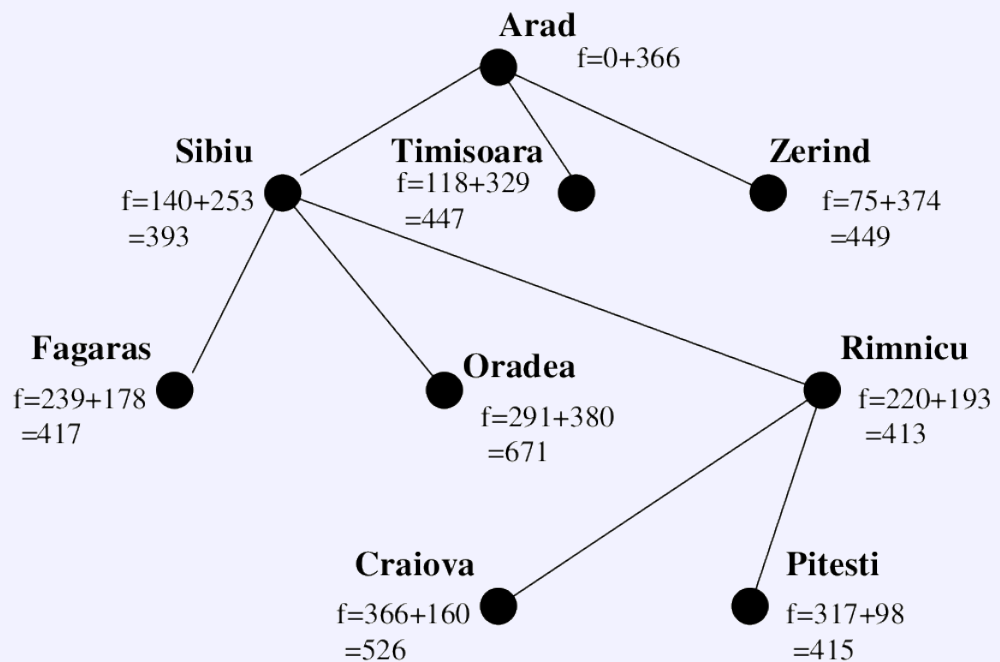 Arad
f=0+366
Sibiu
f=140+253
=393
Timisoara
f=118+329
=447
Zerind
f=75+374
=449
Fagaras
f=239+178
=417
Oradea
f=291+380
=671
Rimnicu
f=220+193
=413
Craiova
f=366+160
=526
Pitesti
f=317+98
=415